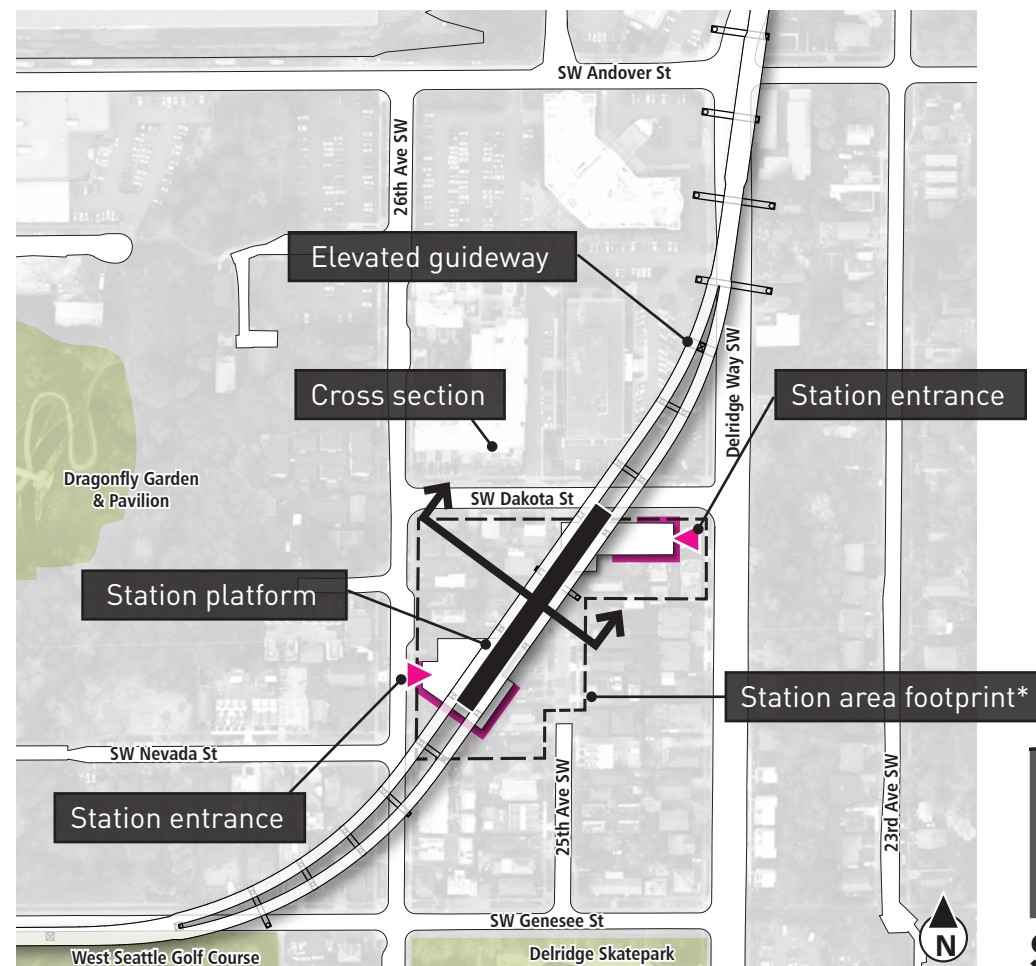 SW Andover St
26th Ave SW
Elevated guideway
Delridge Way SW
Cross section
Station entrance
Dragonfly Garden
& Pavilion
SW Dakota St
Station platform
Station area footprint*
SW Nevada St
Station entrance
25th Ave SW
23rd Ave SW
SW Genesee St
N
West Seattle Golf Course
Delridge Skatepark